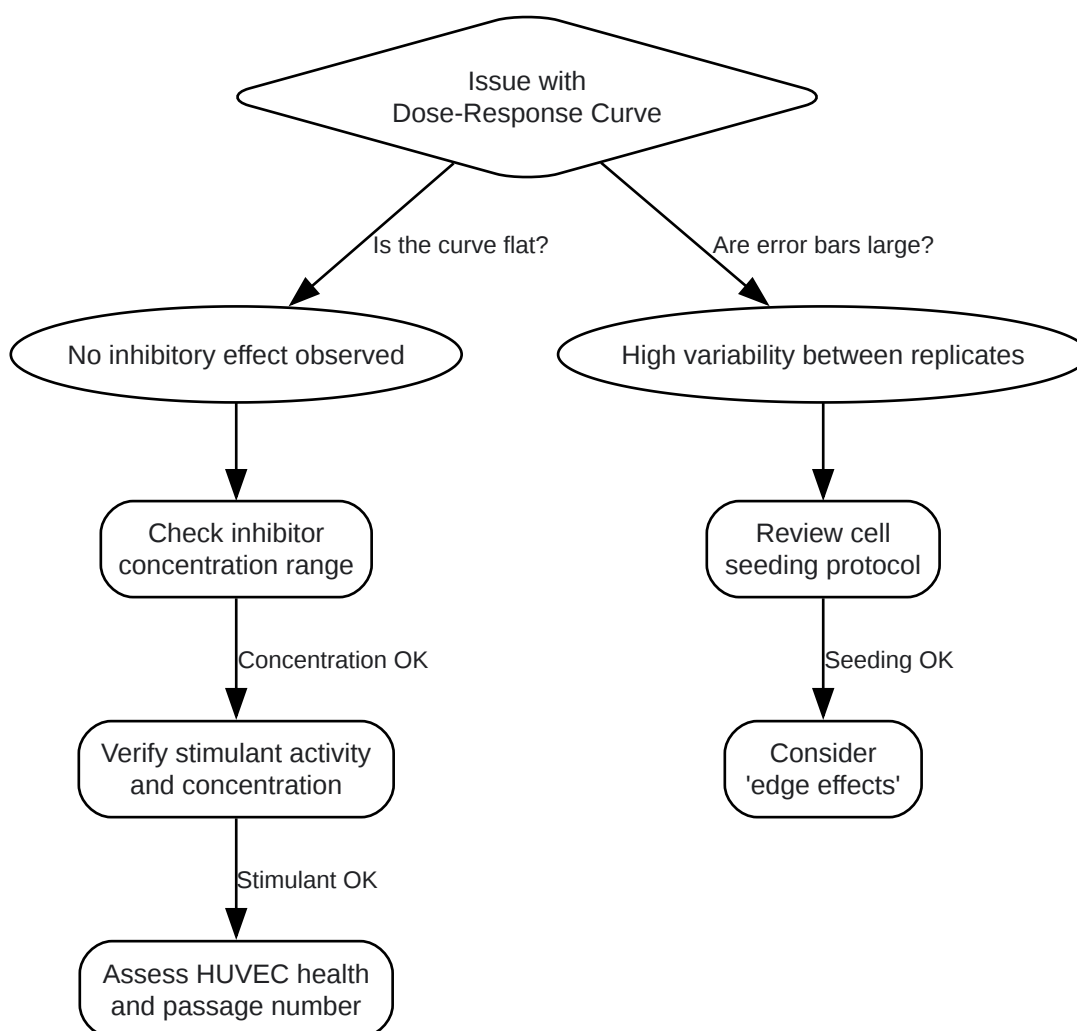 Issue with
Dose-Response Curve
Is the curve flat?
Are error bars large?
No inhibitory effect observed
High variability between replicates
Check inhibitor
concentration range
Review cell
seeding protocol
Concentration OK
Seeding OK
Verify stimulant activity
and concentration
Consider
'edge effects'
Stimulant OK
Assess HUVEC health
and passage number